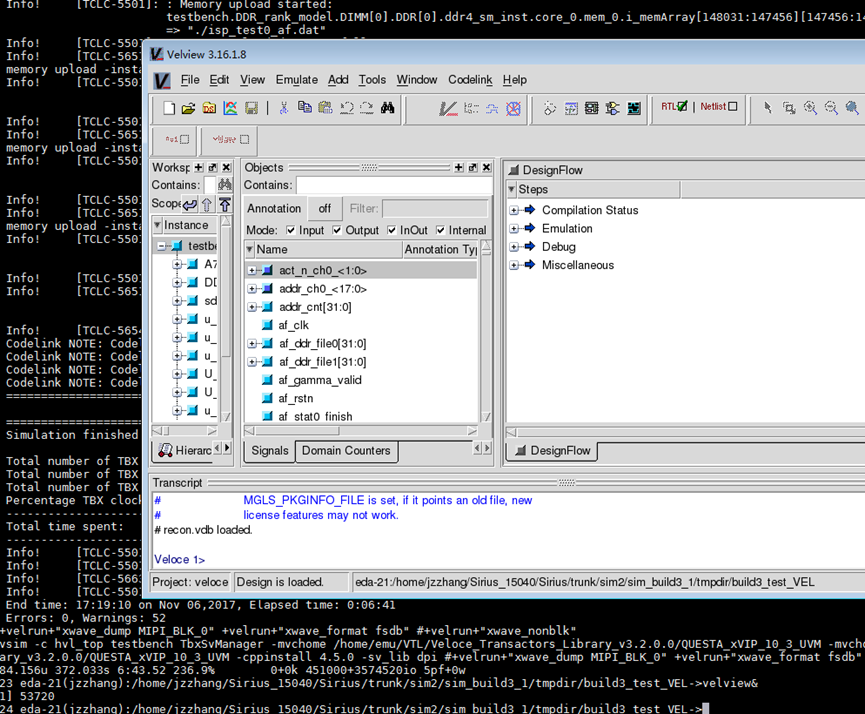 Info!     [TCLC-5501]: : Memory upload started:
testbench.DDR_rank_model.DIMM[0].DDR[0].ddr4_sm_inst.core_0.mem_0.i_memArray[148031:147456][147456:14
=> "./isp_test0_af.dat"
Info!     [TCLC-550
Info!     [TCLC-565
memory upload -insta
Info!     [TCLC-550
Info!     [TCLC-550
Info!     [TCLC-565
memory upload -insta
Info!     [TCLC-550
Info!     [TCLC-550
Info!     [TCLC-565
memory upload -insta
Info!     [TCLC-550
Info!     [TCLC-550
Info!     [TCLC-565
Info!     [TCLC-565
Codelink NOTE: Codel
Codelink NOTE: Codel
Codelink NOTE: Codel
Codelink NOTE: Codel
====================
====================
Simulation finished
Total number of TBX
Total number of TBX
Total number of TBX
Percentage TBX clock
--------------------
Total time spent:
--------------------
Info!     [TCLC-550
Info!     [TCLC-550
Info!     [TCLC-566
Info!     [TCLC-550
Velview 3.16.1.8
File Edit View Emulate Add Tools Window Codelink Help
RTL Netlist
Worksp
Contains:
Scope
Instance
testbe
A7
DD
sd
u_
u_
u_
U_
U_
u_
Hierarc
Objects
Contains:
Annotation off Filter:
Mode: Input Output InOut Internal
Name Annotation Typ
act_n_ch0_<1:0>
addr_ch0_<17:0>
addr_cnt[31:0]
af_clk
af_ddr_file0[31:0]
af_ddr_file1[31:0]
af_gamma_valid
af_rstn
af_stat0_finish
Signals Domain Counters
DesignFlow
Steps
Compilation Status
Emulation
Debug
Miscellaneous
DesignFlow
Transcript
# MGLS_PKGINFO_FILE is set, if it points an old file, new
# license features may not work.
# recon.vdb loaded.
Veloce 1>
Project: veloce Design is loaded. eda-21:/home/jzzhang/Sirius_15040/Sirius/trunk/sim2/sim_build3_1/tmpdir/build3_test_VEL
End time: 17:19:10 on Nov 06,2017, Elapsed time: 0:06:41
Errors: 0, Warnings: 52
+velrun+"xwave_dump MIPI_BLK_0" +velrun+"xwave_format fsdb" #+velrun+"xwave_nonblk"
vsim -c hvl_top testbench TbxSvManager -mvchome /home/emu/VTL/Veloce_Transactors_Library_v3.2.0.0/QUESTA_xVIP_10_3_UVM -mvcho
ary_v3.2.0.0/QUESTA_xVIP_10_3_UVM -cppinstall 4.5.0 -sv_lib dpi #+velrun+"xwave_dump MIPI_BLK_0" +velrun+"xwave_format fsdb"
84.156u 372.033s 6:43.52 236.9%        0+0k 451000+3574520io 5pf+0w
23 eda-21(jzzhang):/home/jzzhang/Sirius_15040/Sirius/trunk/sim2/sim_build3_1/tmpdir/build3_test_VEL->velview&
1] 53720
24 eda-21(jzzhang):/home/jzzhang/Sirius_15040/Sirius/trunk/sim2/sim_build3_1/tmpdir/build3_test_VEL->